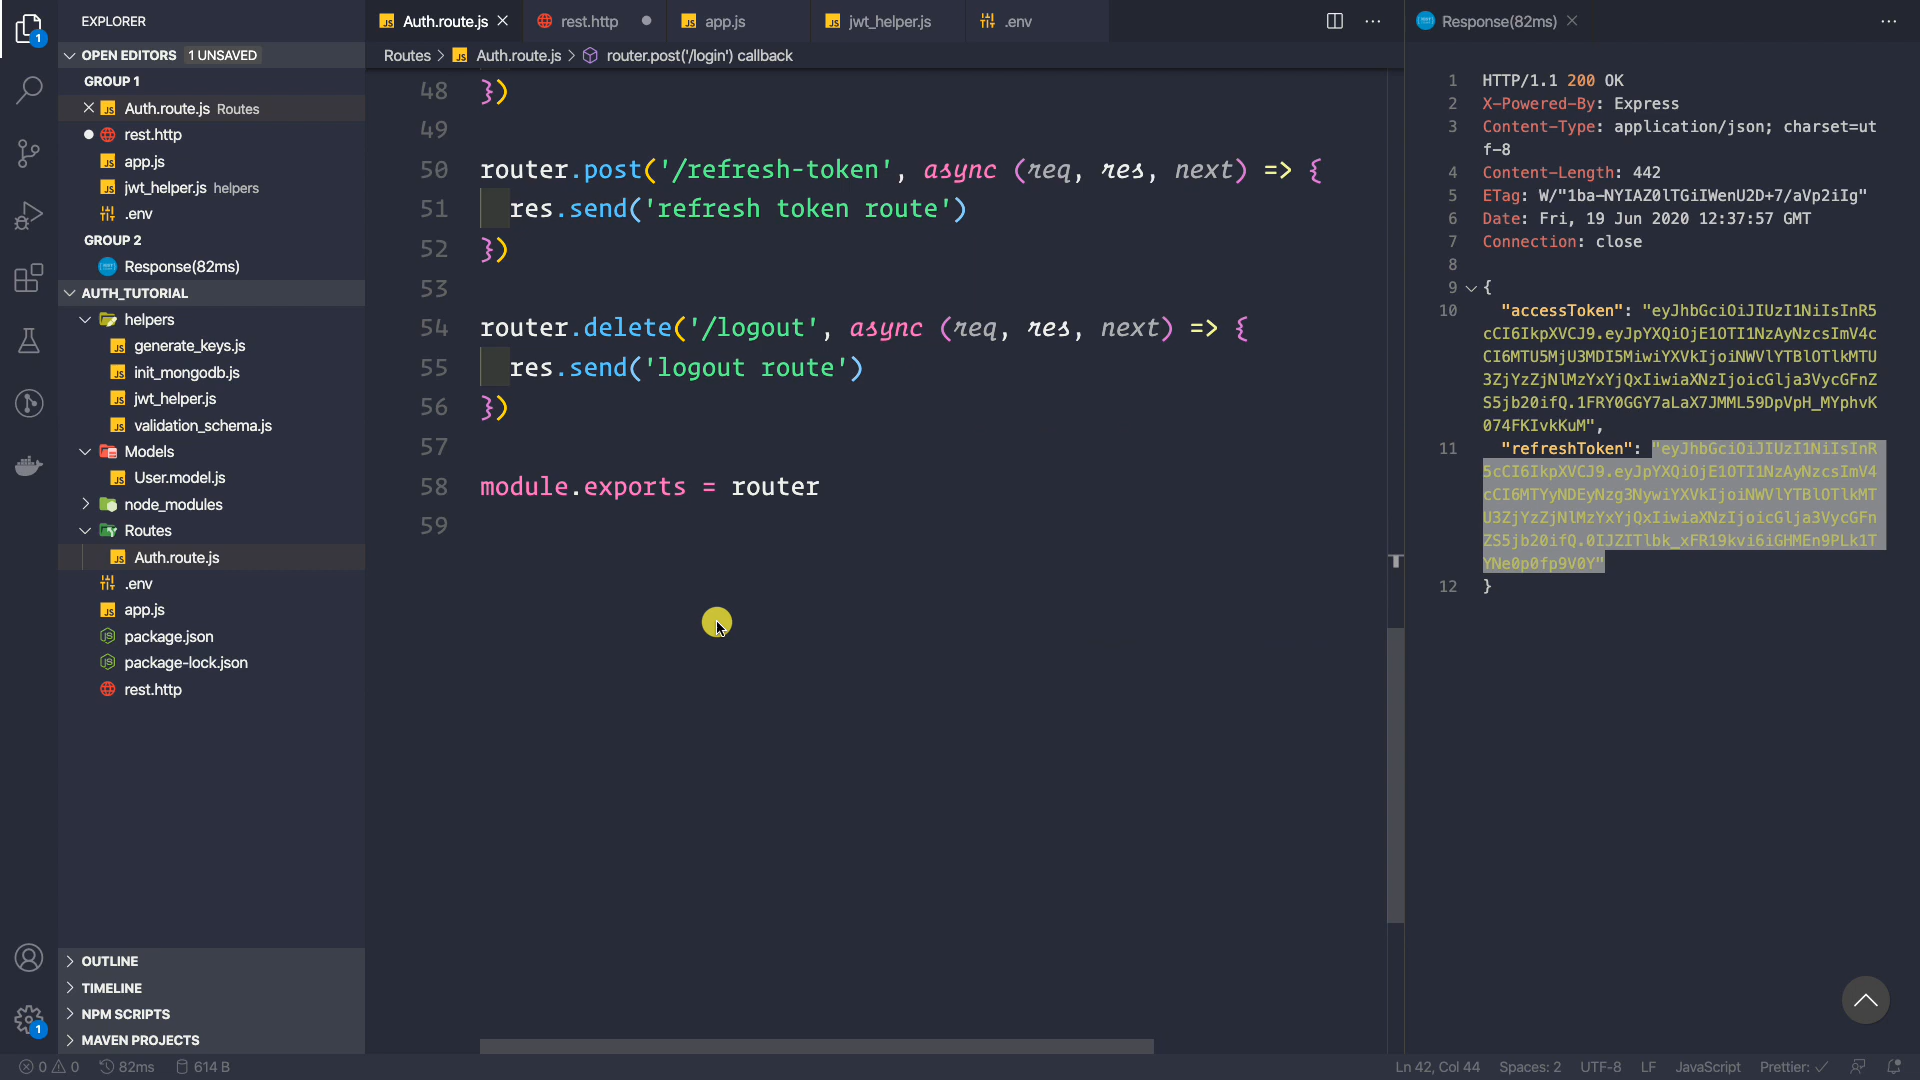 EXPLORER
OPEN EDITORS 1 UNSAVED
GROUP 1
Auth.route.js Routes
rest.http
app.js
jwt_helper.js helpers
.env
GROUP 2
Response(82ms)
AUTH_TUTORIAL
helpers
generate_keys.js
init_mongodb.js
jwt_helper.js
validation_schema.js
Models
User.model.js
node_modules
Routes
Auth.route.js
.env
app.js
package.json
package-lock.json
rest.http
OUTLINE
TIMELINE
NPM SCRIPTS
MAVEN PROJECTS
1
1
Auth.route.js
rest.http
app.js
jwt_helper.js
.env
Routes > Auth.route.js > router.post('/login') callback
48 })
49
50 router.post('/refresh-token', async (req, res, next) => {
51 res.send('refresh token route')
52 })
53
54 router.delete('/logout', async (req, res, next) => {
55 res.send('logout route')
56 })
57
58 module.exports = router
59
Response(82ms)
1 HTTP/1.1 200 OK
2 X-Powered-By: Express
3 Content-Type: application/json; charset=ut
f-8
4 Content-Length: 442
5 ETag: W/"1ba-NYIAZ0lTGiIWenU2D+7/aVp2iIg"
6 Date: Fri, 19 Jun 2020 12:37:57 GMT
7 Connection: close
8
9 {
10 "accessToken": "eyJhbGciOiJIUzI1NiIsInR5
cCI6IkpXVCJ9.eyJpYXQiOjE1OTI1NzAyNzcsImV4c
CI6MTU5MjU3MDI5MiwiYXVkIjoiNWVlYTBlOTlkMTU
3ZjYzZjNlMzYxYjQxIiwiaXNzIjoicGlja3VycGFnZ
S5jb20ifQ.1FRY0GGY7aLaX7JMML59DpVpH_MYphvK
074FKIvkKuM",
11 "refreshToken": "eyJhbGciOiJIUzI1NiIsInR
5cCI6IkpXVCJ9.eyJpYXQiOjE1OTI1NzAyNzcsImV4
cCI6MTYyNDEyNzg3NywiYXVkIjoiNWVlYTBlOTlkMT
U3ZjYzZjNlMzYxYjQxIiwiaXNzIjoicGlja3VycGFn
ZS5jb20ifQ.0IJZITlbk_xFR19kvi6iGHMEn9PLk1T
YNe0p0fp9V0Y"
12 }
0 0 82ms 614 B
Ln 42, Col 44 Spaces: 2 UTF-8 LF JavaScript Prettier: ✓